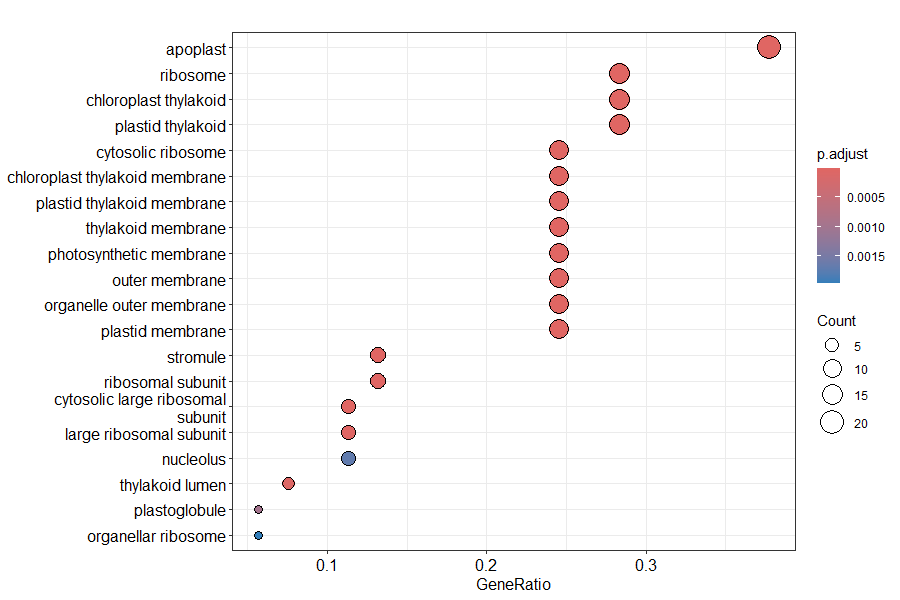 apoplast
ribosome
chloroplast thylakoid
plastid thylakoid
cytosolic ribosome
chloroplast thylakoid membrane
plastid thylakoid membrane
thylakoid membrane
photosynthetic membrane
outer membrane
organelle outer membrane
plastid membrane
stromule
ribosomal subunit
cytosolic large ribosomal
subunit
large ribosomal subunit
nucleolus
thylakoid lumen
plastoglobule
organellar ribosome
0.1
0.2
0.3
GeneRatio
p.adjust
0.0005
0.0010
0.0015
Count
5
10
15
20